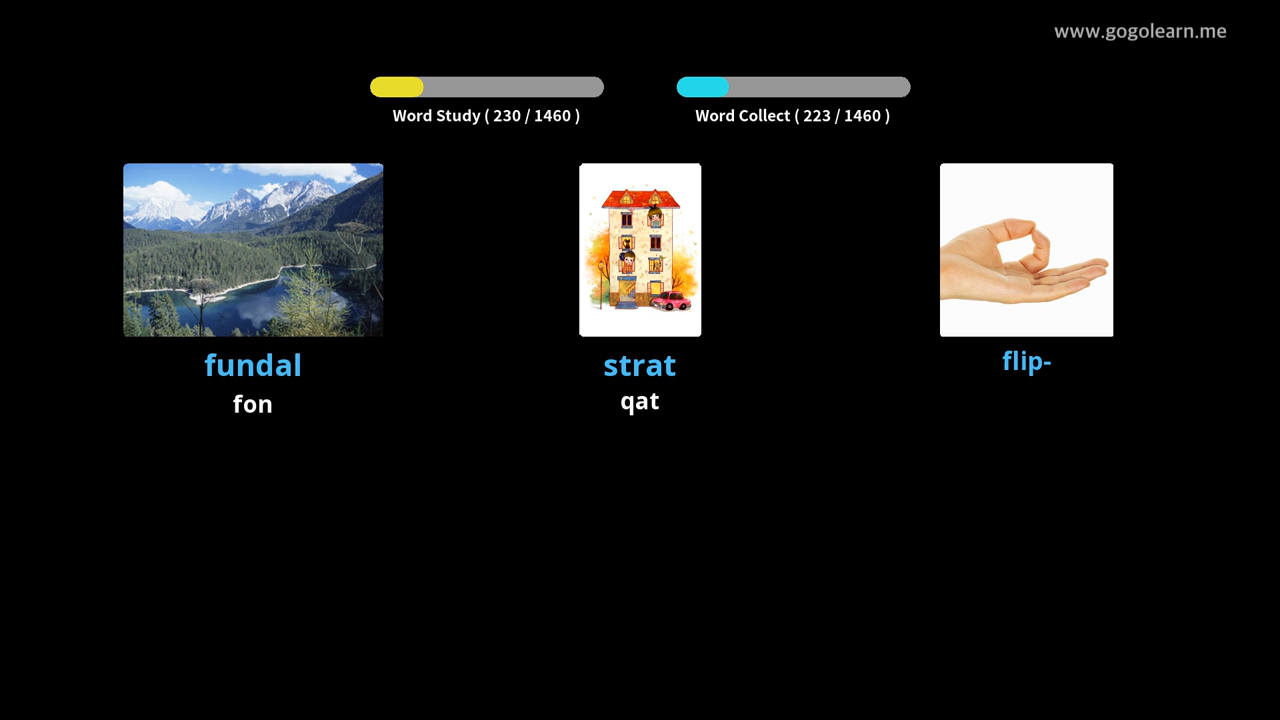 www.gogolearn.me
Word Study ( 230 / 1460 )
Word Collect ( 223 / 1460 )
fundal
fon
strat
qat
flip-